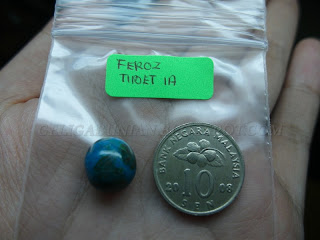 FEROZ
TIBET 1A
BANK NEGARA MALAYSIA
20 08
10
SEN